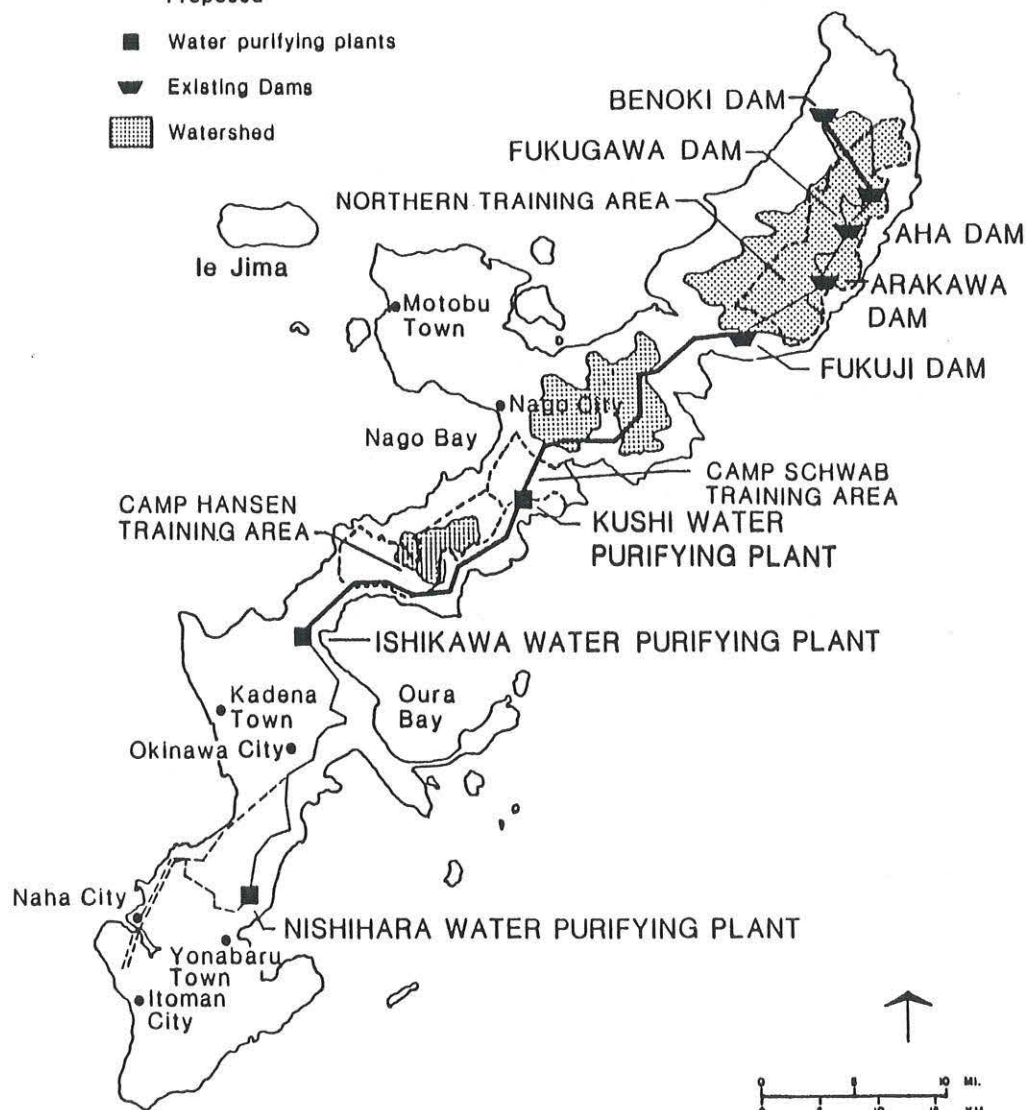 Proposed
Water purifying plants
Existing Dams
Watershed
BENOKI DAM
FUKUGAWA DAM
NORTHERN TRAINING AREA
AHA DAM
ARAKAWA
DAM
FUKUJI DAM
Ie Jima
Motobu
Town
Nago City
Nago Bay
CAMP SCHWAB
TRAINING AREA
CAMP HANSEN
TRAINING AREA
KUSHI WATER
PURIFYING PLANT
ISHIKAWA WATER PURIFYING PLANT
Kadena
Town
Oura
Bay
Okinawa City
Naha City
NISHIHARA WATER PURIFYING PLANT
Yonabaru
Town
Itoman
City
0 5 10 MI.